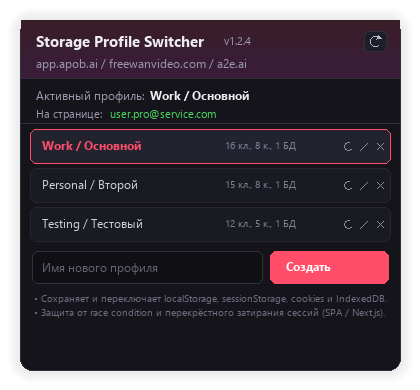 Storage Profile Switcher v1.2.4
app.apob.ai / freewanvideo.com / a2e.ai
Активный профиль: Work / Основной
На странице: user.pro@service.com
Work / Основной 16 кл., 8 к., 1 БД
Personal / Второй 15 кл., 8 к., 1 БД
Testing / Тестовый 12 кл., 5 к., 1 БД
Имя нового профиля Создать
• Сохраняет и переключает localStorage, sessionStorage, cookies и IndexedDB.
• Защита от race condition и перекрёстного затирания сессий (SPA / Next.js).